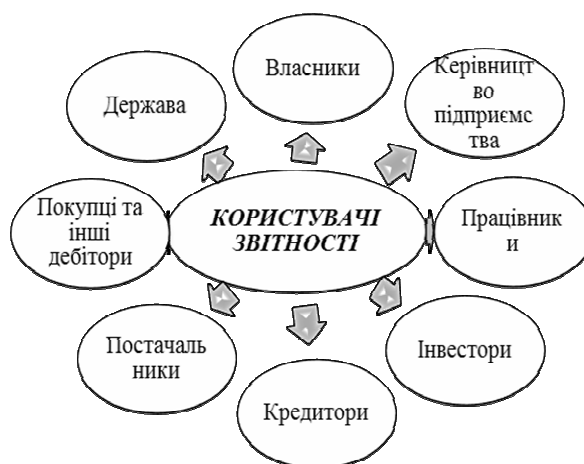 Власники
Керівницт
во
підприємс
тва
Держава
Покупці та
інші
дебітори
КОРИСТУВАЧІ
ЗВІТНОСТІ
Працівник
и
Постачаль
ники
Інвестори
Кредитори